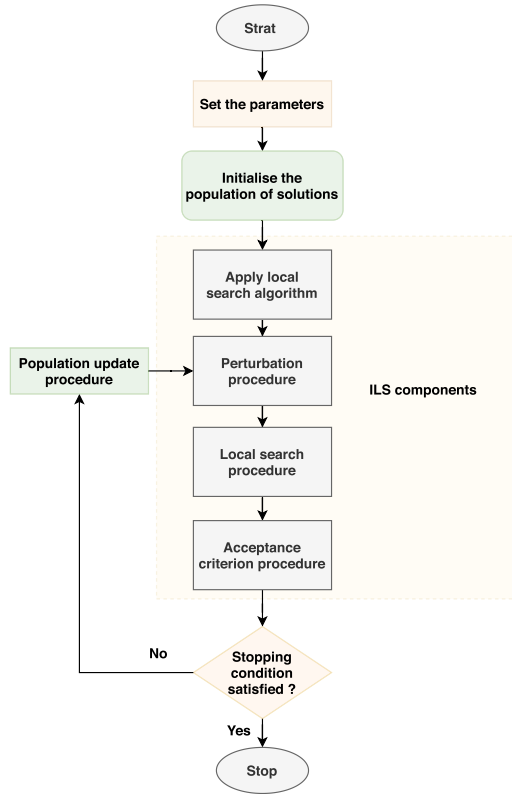 Strat
Set the parameters
Initialise the
population of solutions
Apply local
search algorithm
Population update
procedure
Perturbation
procedure
ILS components
Local search
procedure
Acceptance
criterion procedure
No
Stopping
condition
satisfied ?
Yes
Stop